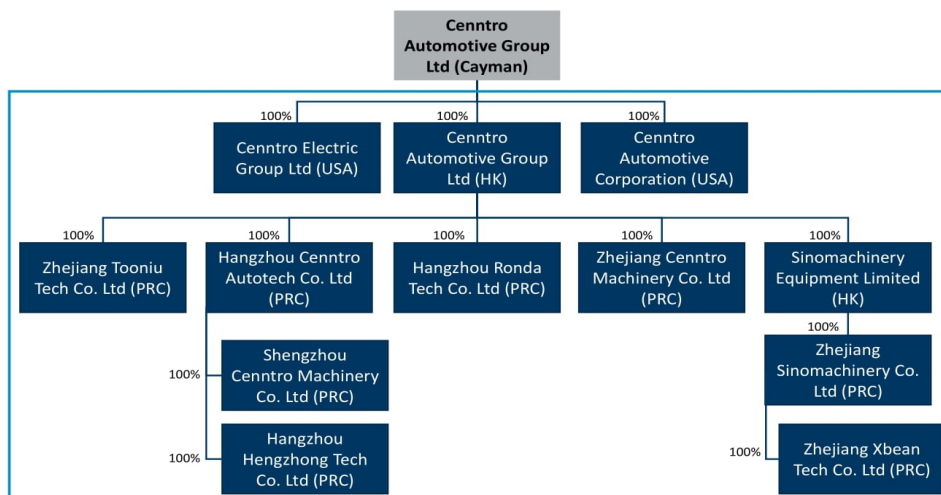 Cenntro
Automotive Group
Ltd (Cayman)
100%
100%
100%
Cenntro Electric
Group Ltd (USA)
Cenntro
Automotive Group
Ltd (HK)
Cenntro
Automotive
Corporation (USA)
100%
100%
100%
100%
100%
Zhejiang Tooniu
Tech Co. Ltd (PRC)
Hangzhou Cenntro
Autotech Co. Ltd
(PRC)
Hangzhou Ronda
Tech Co. Ltd (PRC)
Zhejiang Cenntro
Machinery Co. Ltd
(PRC)
Sinomachinery
Equipment Limited
(HK)
100%
100%
Shengzhou
Cenntro Machinery
Co. Ltd (PRC)
Zhejiang
Sinomachinery Co.
Ltd (PRC)
100%
Hangzhou
Hengzhong Tech
Co. Ltd (PRC)
100%
Zhejiang Xbean
Tech Co. Ltd (PRC)